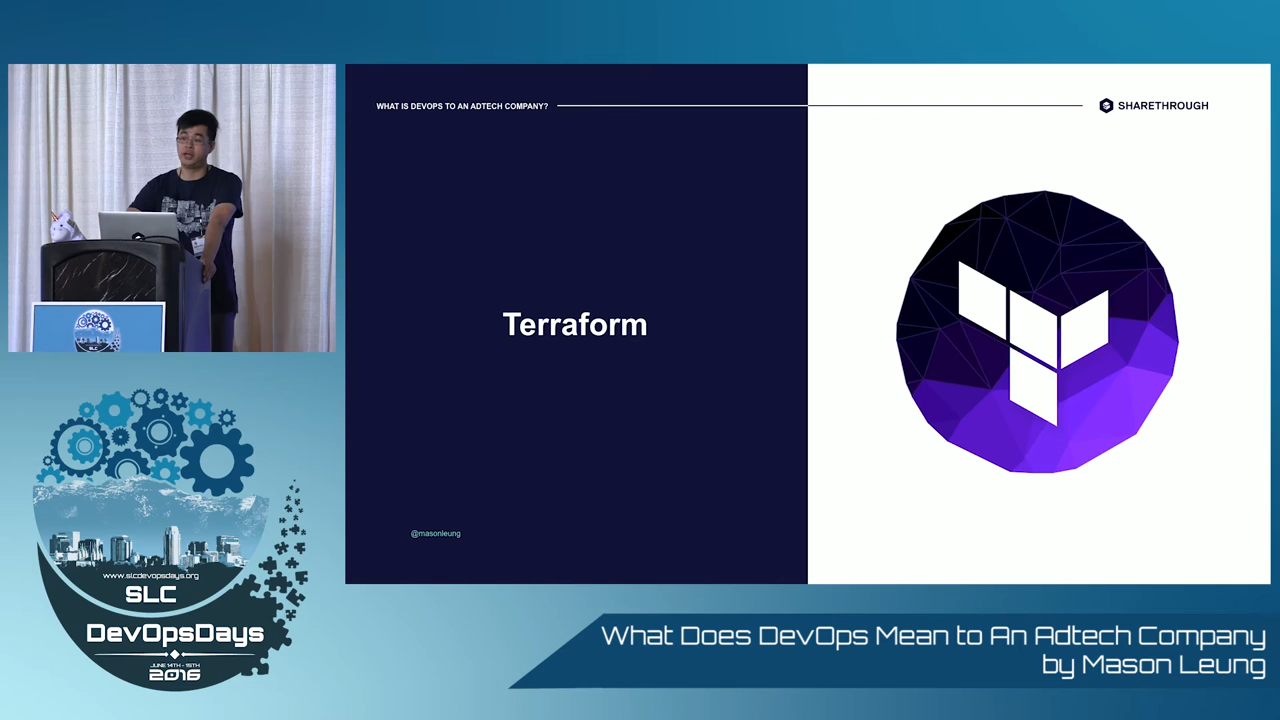 WHAT IS DEVOPS TO AN ADTECH COMPANY?
SHARETHROUGH
Terraform
@masonleung
SLC
www.slcdevopsdays.org
SLC
DevOpsDays
JUNE 14TH - 15TH
2016
What Does DevOps Mean to An Adtech Company
by Mason Leung